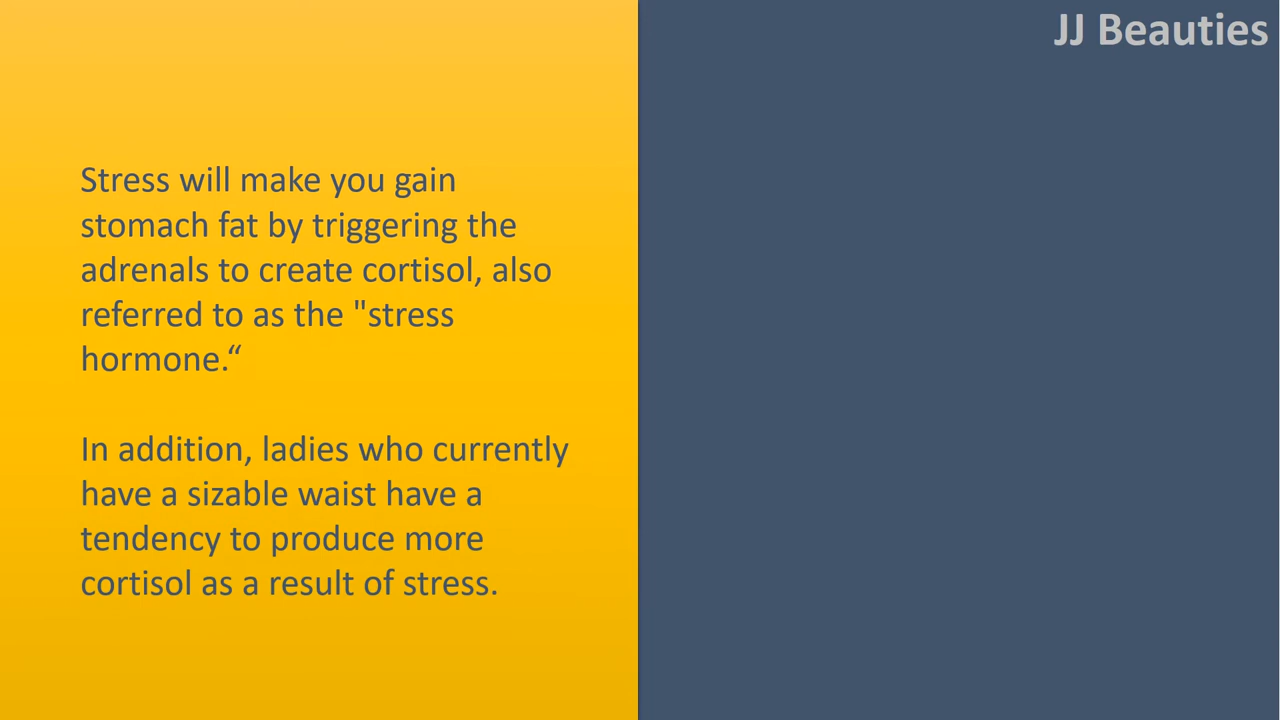 JJ Beauties
Stress will make you gain
stomach fat by triggering the
adrenals to create cortisol, also
referred to as the "stress
hormone.“
In addition, ladies who currently
have a sizable waist have a
tendency to produce more
cortisol as a result of stress.